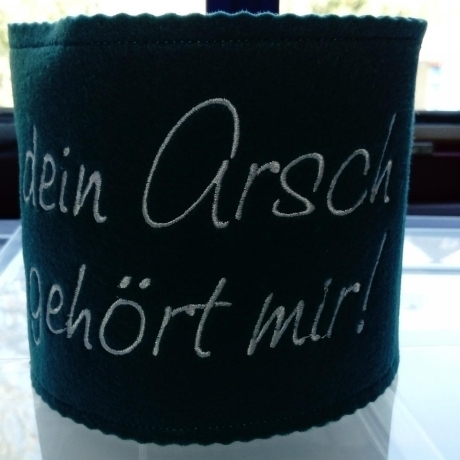 dein Arsch
gehört mir!